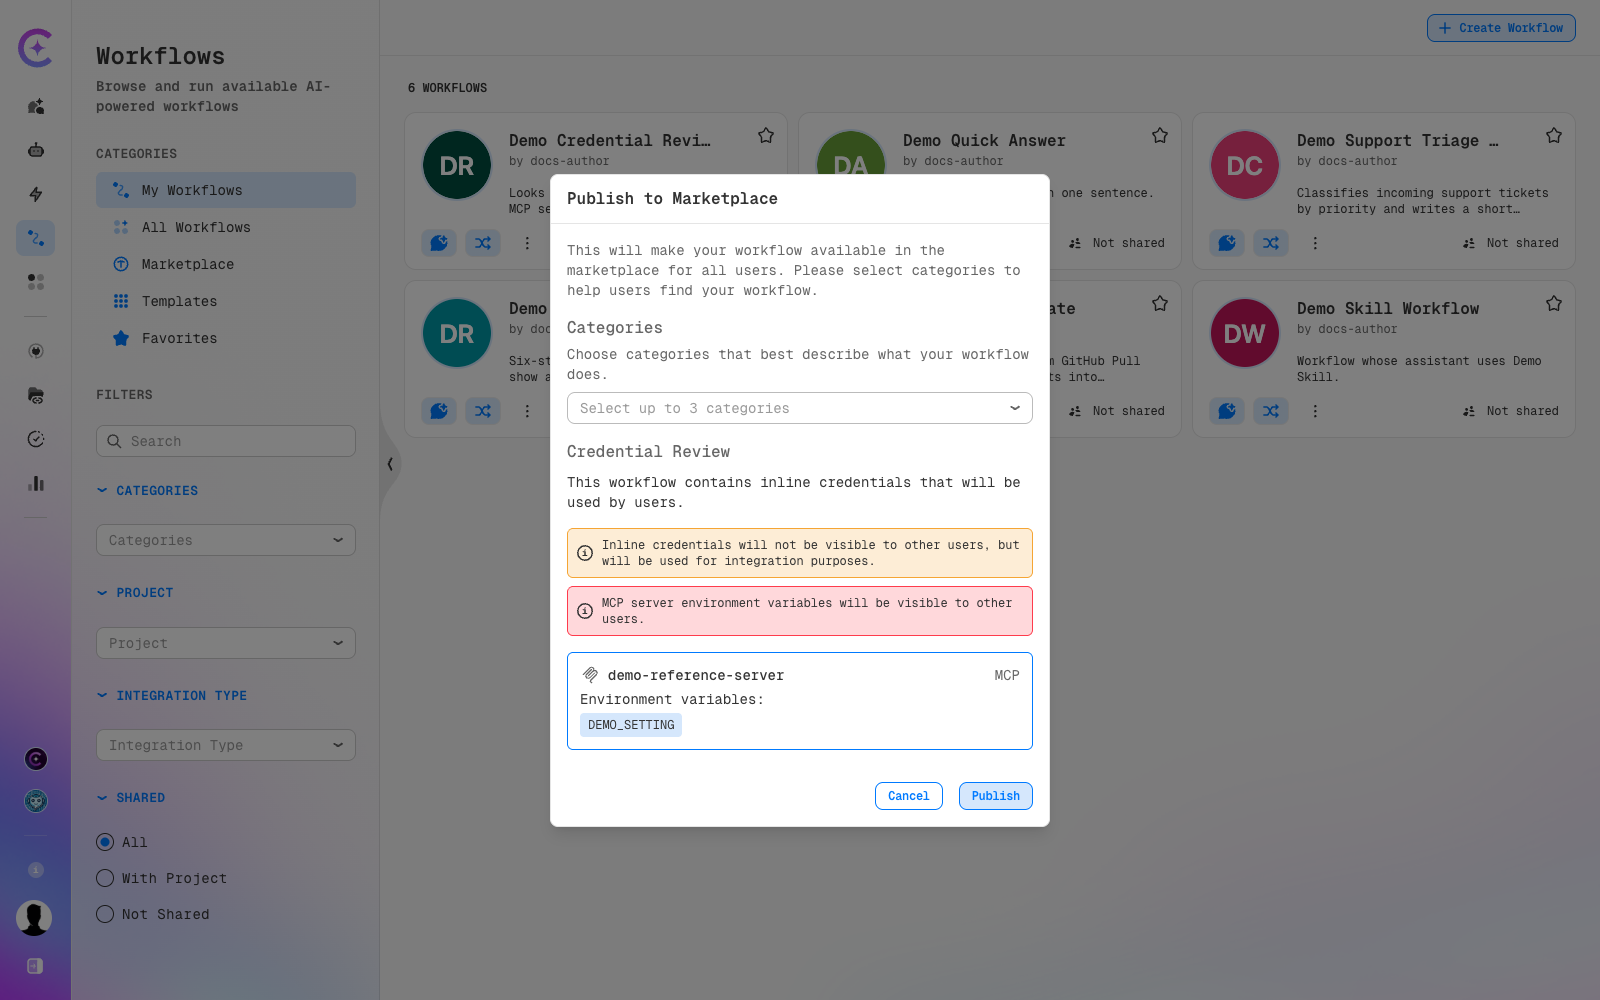 Workflows
Browse and run available AI-
powered workflows
CATEGORIES
My Workflows
All Workflows
Marketplace
Templates
Favorites
FILTERS
Search
CATEGORIES
Categories
PROJECT
Project
INTEGRATION TYPE
Integration Type
SHARED
All
With Project
Not Shared
Create Workflow
6 WORKFLOWS
DR
Demo Credential Revi…
by docs-author
Looks
MCP se
DA
Demo Quick Answer
by docs-author
one sentence.
Not shared
DC
Demo Support Triage …
by docs-author
Classifies incoming support tickets
by priority and writes a short…
Not shared
DR
Demo
by doc
Six-st
show a
ate
GitHub Pull
ts into…
Not shared
DW
Demo Skill Workflow
by docs-author
Workflow whose assistant uses Demo
Skill.
Not shared
Publish to Marketplace
This will make your workflow available in the
marketplace for all users. Please select categories to
help users find your workflow.
Categories
Choose categories that best describe what your workflow
does.
Select up to 3 categories
Credential Review
This workflow contains inline credentials that will be
used by users.
Inline credentials will not be visible to other users, but
will be used for integration purposes.
MCP server environment variables will be visible to other
users.
demo-reference-server
MCP
Environment variables:
DEMO_SETTING
Cancel
Publish